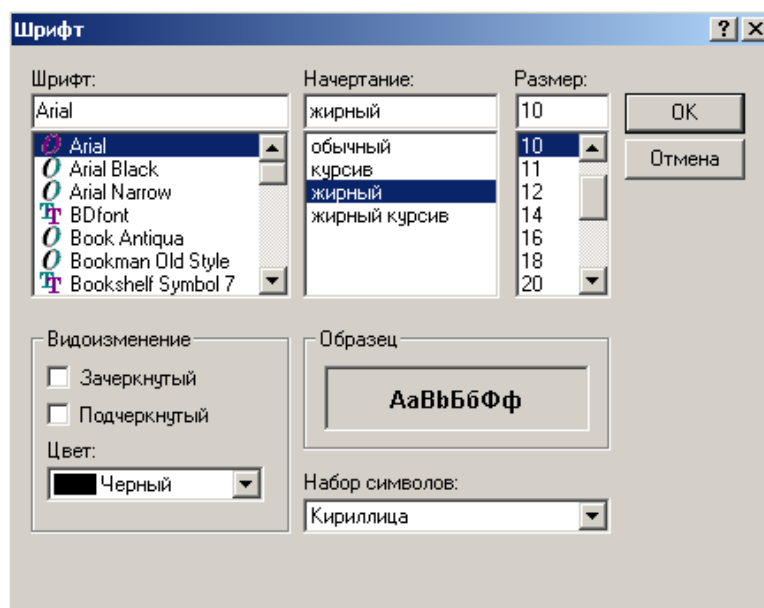 Шрифт
Шрифт:
Начертание:
Размер:
Arial
жирный
10
OK
Отмена
Arial
Arial Black
Arial Narrow
BDfont
Book Antiqua
Bookman Old Style
Bookshelf Symbol 7
обычный
курсив
жирный
жирный курсив
10
11
12
14
16
18
20
Видоизменение
Зачеркнутый
Подчеркнутый
Цвет:
Черный
Образец
АаBbБбФф
Набор символов:
Кириллица